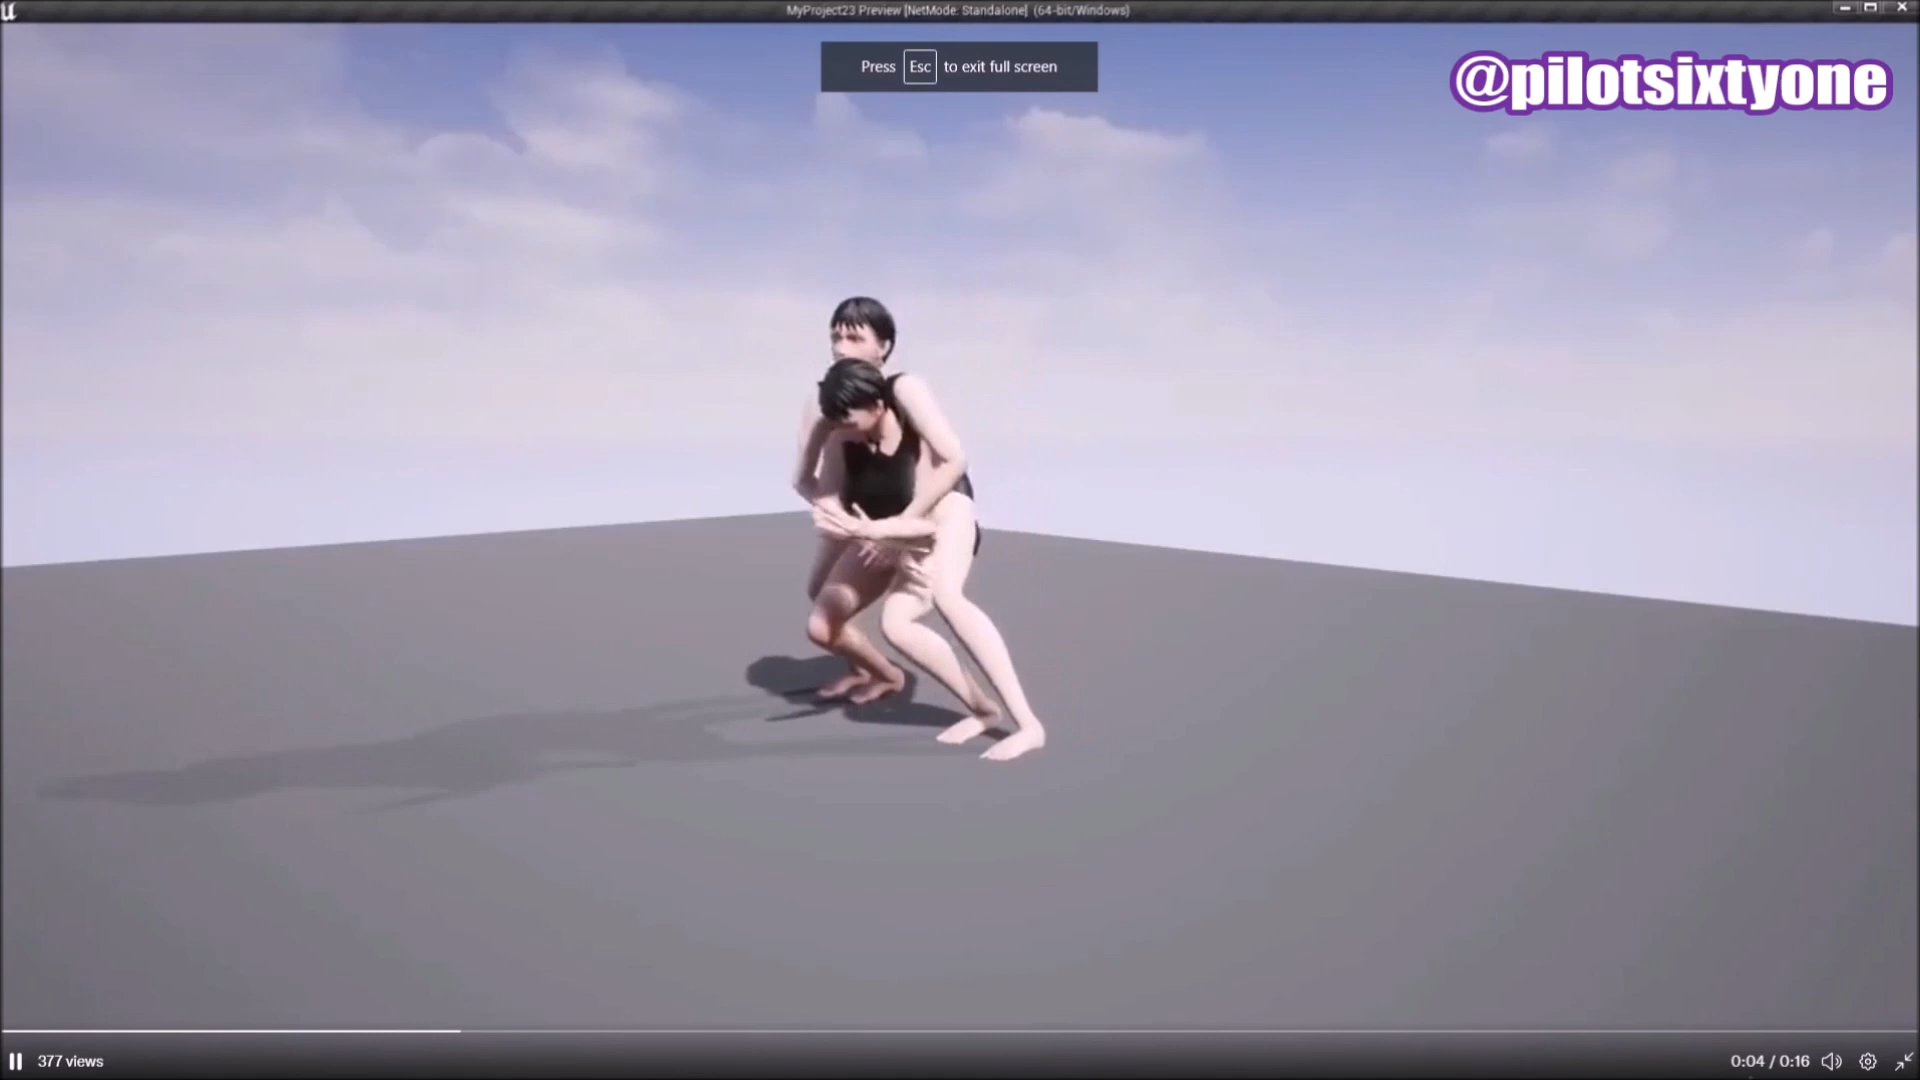 MyProject23 Preview [NetMode: Standalone] (64-bit/Windows)
Press Esc to exit full screen
@pilotsixtyone
377 views
0:04 / 0:16